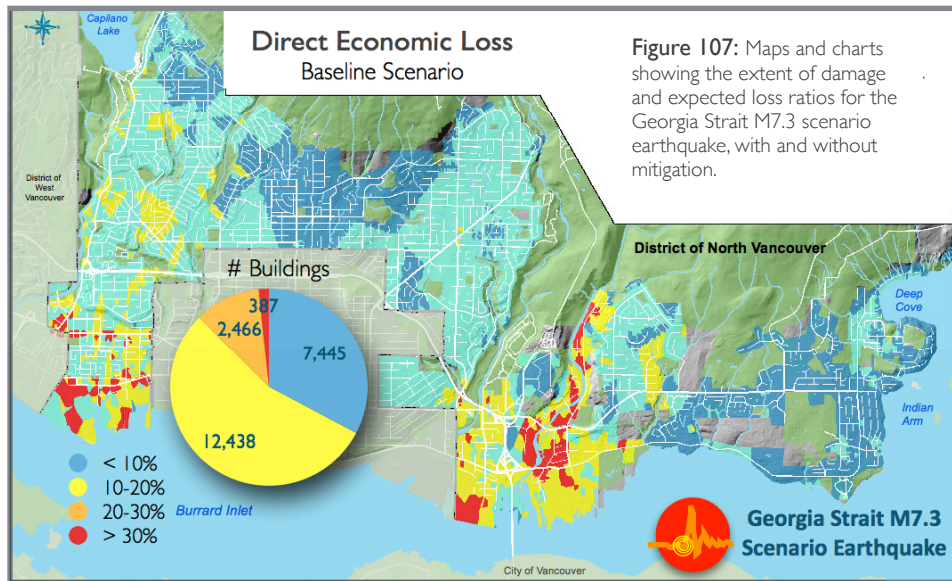 Capilano
Lake
Direct Economic Loss
Baseline Scenario
Figure 107: Maps and charts
showing the extent of damage
and expected loss ratios for the
Georgia Strait M7.3 scenario
earthquake, with and without
mitigation.
District of
West
Vancouver
District of North Vancouver
Deep
Cove
Indian
Arm
# Buildings
387
2,466
7,445
12,438
< 10%
10-20%
20-30%
> 30%
Burrard Inlet
Georgia Strait M7.3
Scenario Earthquake
City of Vancouver